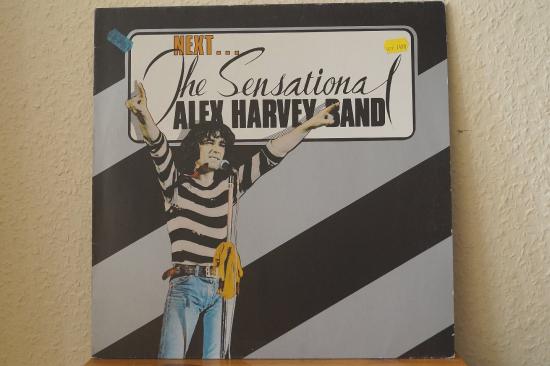 NEXT...
The Sensational
ALEX HARVEY BAND